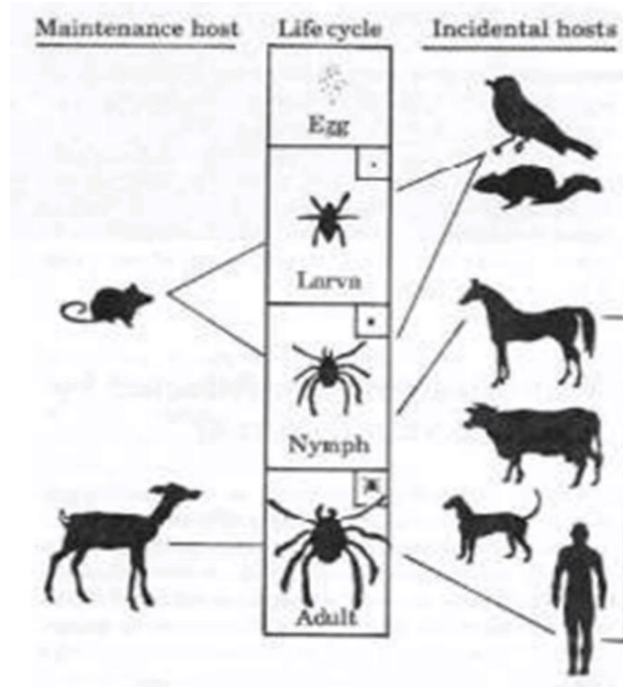 Maintenance host Life cycle Incidental hosts
Egg
Larva
Nymph
Adult